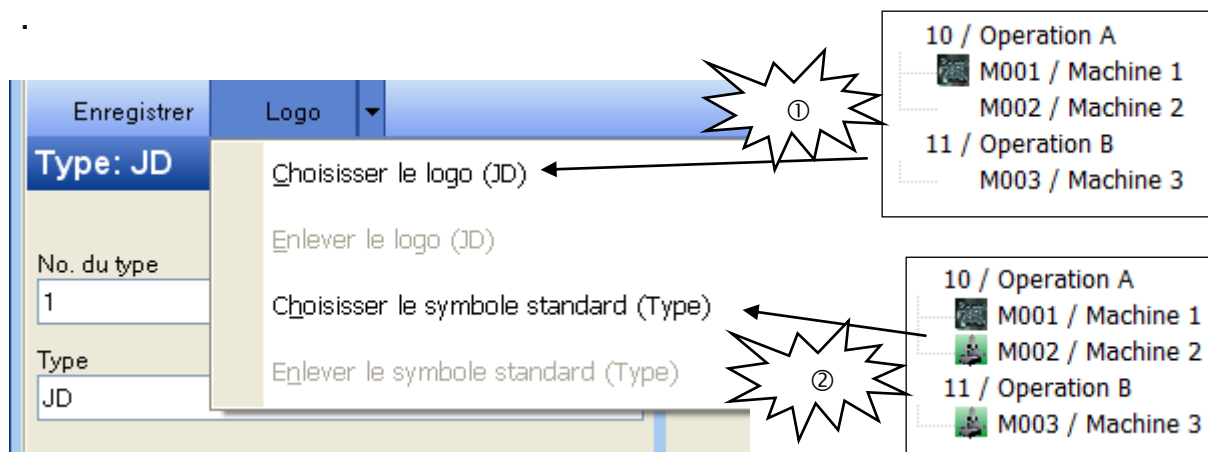 .
Enregistrer Logo
Type: JD
Choisisser le logo (JD)
Enlever le logo (JD)
No. du type
1
Choisisser le symbole standard (Type)
Type
Enlever le symbole standard (Type)
JD
①
10 / Operation A
M001 / Machine 1
M002 / Machine 2
11 / Operation B
M003 / Machine 3
②
10 / Operation A
M001 / Machine 1
M002 / Machine 2
11 / Operation B
M003 / Machine 3